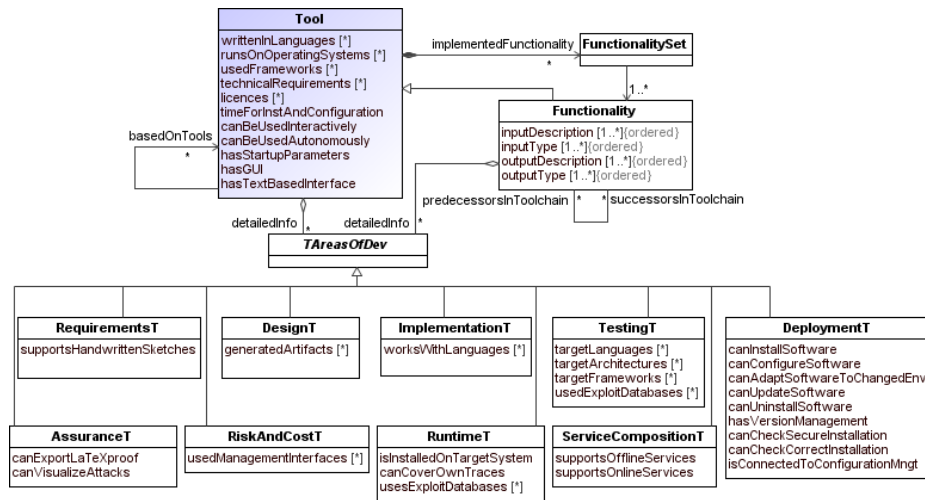 Tool
writtenInLanguages [*]
runsOnOperatingSystems [*]
usedFrameworks [*]
technicalRequirements [*]
licences [*]
timeForInstAndConfiguration
canBeUsedInteractively
canBeUsedAutonomously
hasStartupParameters
hasGUI
hasTextBasedInterface
implementedFunctionality
*
FunctionalitySet
1..*
Functionality
inputDescription [1..*]{ordered}
inputType [1..*]{ordered}
outputDescription [1..*]{ordered}
outputType [1..*]{ordered}
basedOnTools
*
predecessorsInToolchain
*
*
successorsInToolchain
detailedInfo
*
detailedInfo
*
TAreasOfDev
RequirementsT
supportsHandwrittenSketches
DesignT
generatedArtifacts [*]
ImplementationT
worksWithLanguages [*]
TestingT
targetLanguages [*]
targetArchitectures [*]
targetFrameworks [*]
usedExploitDatabases [*]
DeploymentT
canInstallSoftware
canConfigureSoftware
canAdaptSoftwareToChangedEnv
canUpdateSoftware
canUninstallSoftware
hasVersionManagement
canCheckSecureInstallation
canCheckCorrectInstallation
isConnectedToConfigurationMngt
AssuranceT
canExportLaTeXproof
canVisualizeAttacks
RiskAndCostT
usedManagementInterfaces [*]
RuntimeT
isInstalledOnTargetSystem
canCoverOwnTraces
usesExploitDatabases [*]
ServiceCompositionT
supportsOfflineServices
supportsOnlineServices